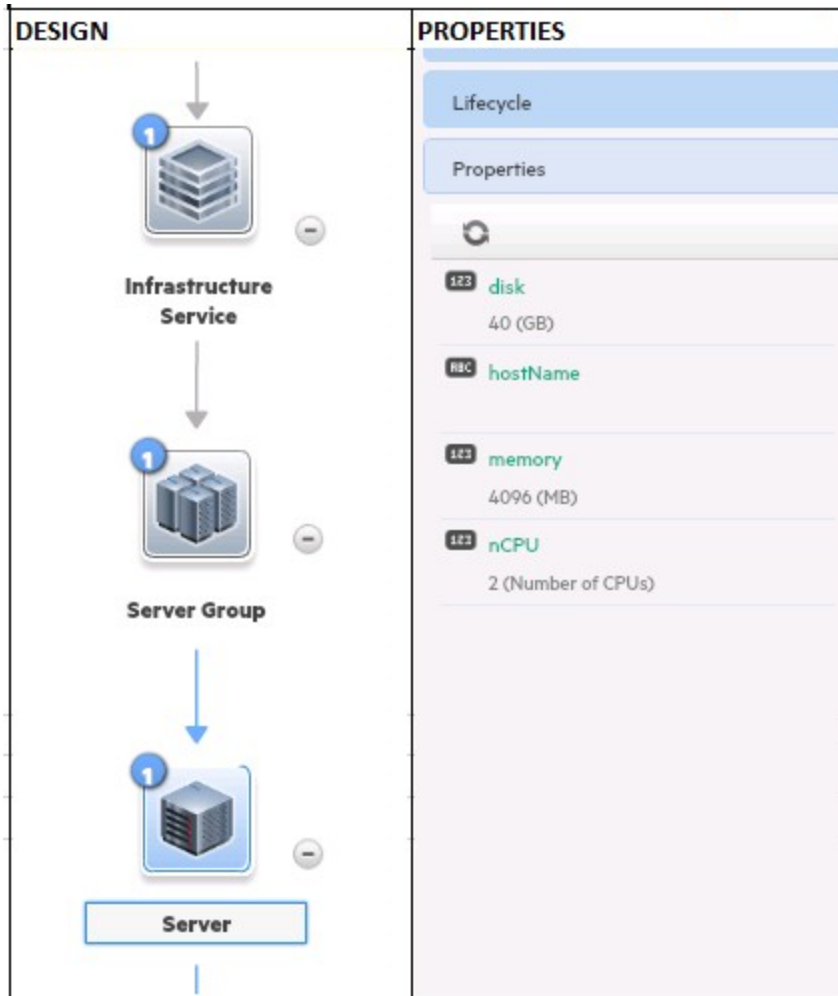 DESIGN
PROPERTIES
1
Infrastructure
Service
1
Server Group
1
Server
Lifecycle
Properties
123 disk
40 (GB)
ABC hostName
123 memory
4096 (MB)
123 nCPU
2 (Number of CPUs)